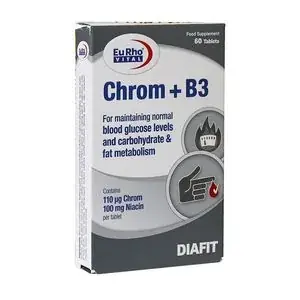 EuRho
VITAL
Food Supplement
60 Tablets
Chrom + B3
For maintaining normal
blood glucose levels
and carbohydrate &
fat metabolism
Contains
110 µg Chrom
100 mg Niacin
per tablet
DIAFIT